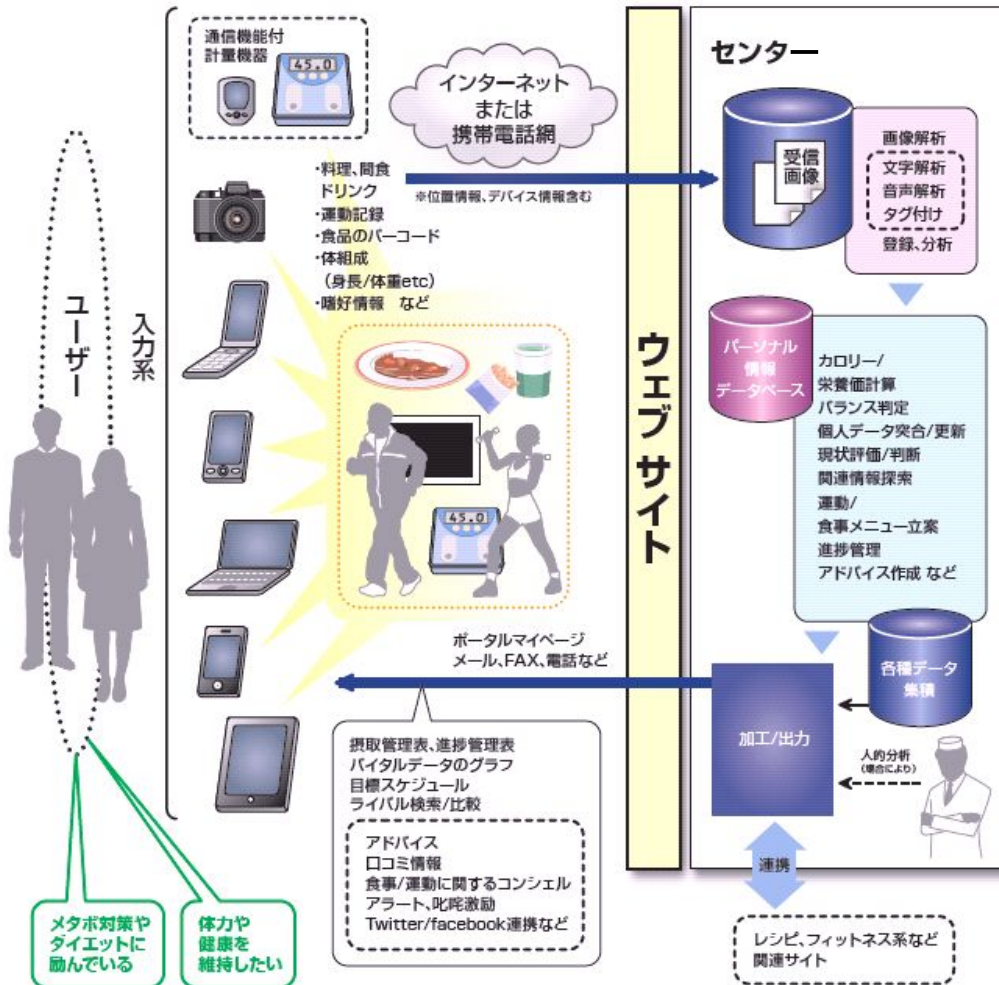 通信機能付
計量機器
45.0
インターネット
または
携帯電話網
・料理、間食
ドリンク
・運動記録
・食品のバーコード
・体組成
(身長/体重etc)
・嗜好情報 など
※位置情報、デバイス情報含む
ユーザー
入力系
45.0
ウェブサイト
センター
受信
画像
画像解析
文字解析
音声解析
タグ付け
登録、分析
パーソナル
情報
データベース
カロリー/
栄養価計算
バランス判定
個人データ突合/更新
現状評価/判断
関連情報探索
運動/
食事メニュー立案
進捗管理
アドバイス作成 など
各種データ
集積
加工/出力
人的分析
(場合により)
連携
レシピ、フィットネス系など
関連サイト
ポータルマイページ
メール、FAX、電話など
摂取管理表、進捗管理表
バイタルデータのグラフ
目標スケジュール
ライバル検索/比較
アドバイス
口コミ情報
食事/運動に関するコンシェル
アラート、叱咤激励
Twitter/facebook連携など
メタボ対策や
ダイエットに
励んでいる
体力や
健康を
維持したい